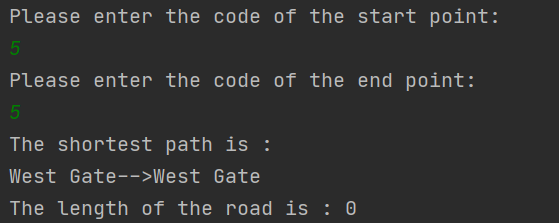 Please enter the code of the start point:
5
Please enter the code of the end point:
5
The shortest path is :
West Gate-->West Gate
The length of the road is : 0